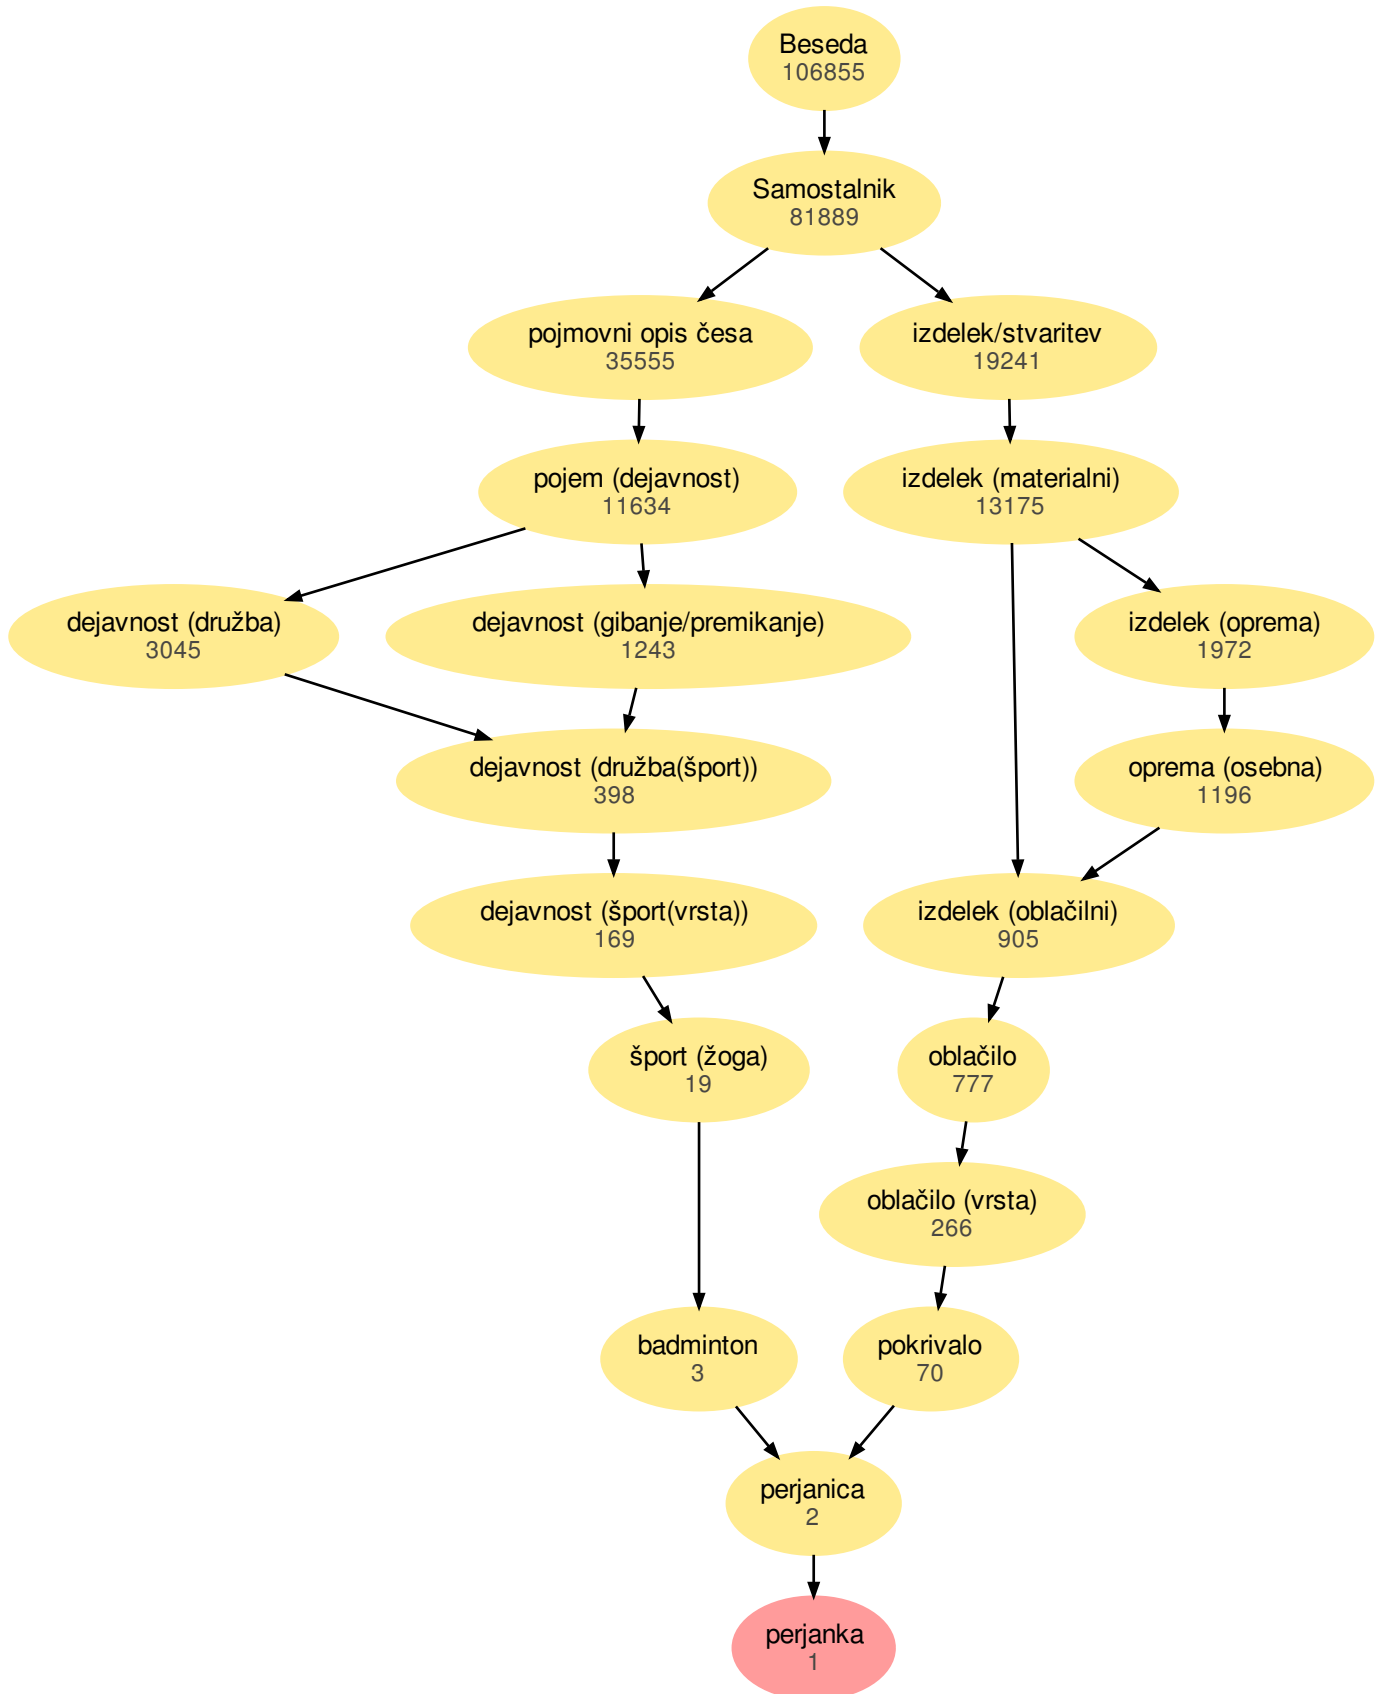 Beseda
106855
Samostalnik
81889
pojmovni opis česa
35555
izdelek/stvaritev
19241
pojem (dejavnost)
11634
izdelek (materialni)
13175
dejavnost (družba)
3045
dejavnost (gibanje/premikanje)
1243
izdelek (oprema)
1972
dejavnost (družba(šport))
398
oprema (osebna)
1196
dejavnost (šport(vrsta))
169
izdelek (oblačilni)
905
šport (žoga)
19
oblačilo
777
oblačilo (vrsta)
266
badminton
3
pokrivalo
70
perjanica
2
perjanka
1